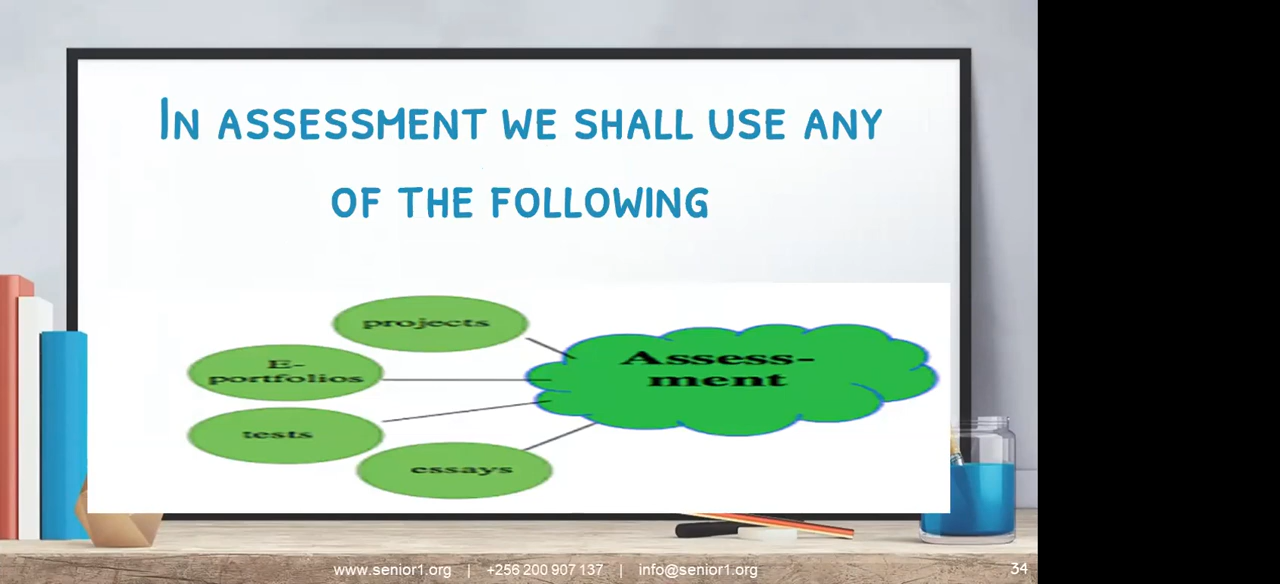 IN ASSESSMENT WE SHALL USE ANY
OF THE FOLLOWING
projects
E-
portfolios
tests
essays
Assess-
ment
www.senior1.org | +256 200 907 137 | info@senior1.org
34